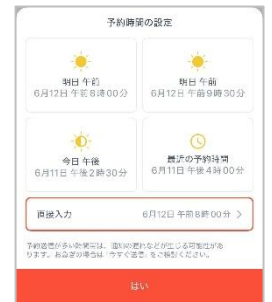 予約時間の設定
明日 午前
6月12日 午前8時00分
明日 午前
6月12日 午前9時30分
今日 午後
6月11日 午後2時30分
最近の予約時間
6月11日 午後4時00分
直接入力
6月12日 午前8時00分 >
予約送信が多い時間帯は、通知の遅れなどが生じる可能性があ
ります。お急ぎの場合は「今すぐ送信」をご検討ください。
はい